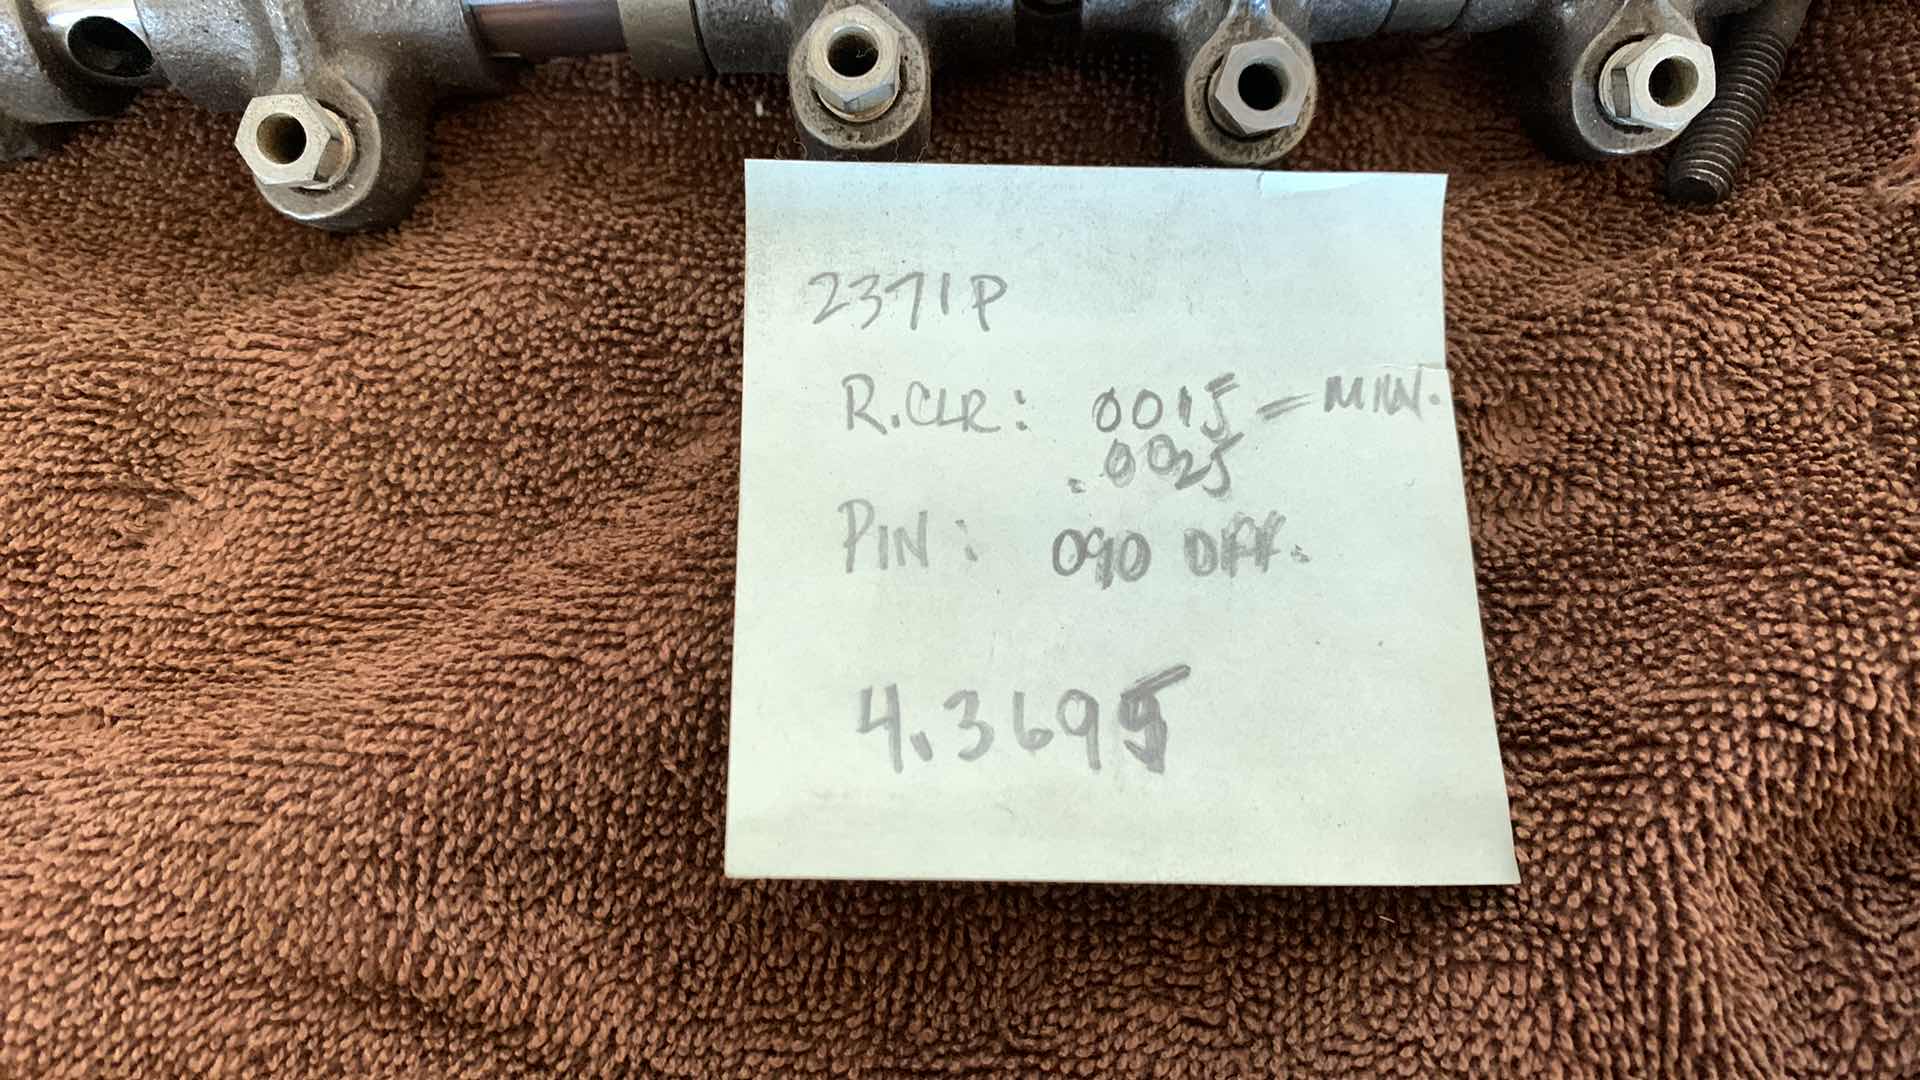 2371P
R.CLR: 0015 - MIN.
.0025
PIN: 090 OFF.
4.3695